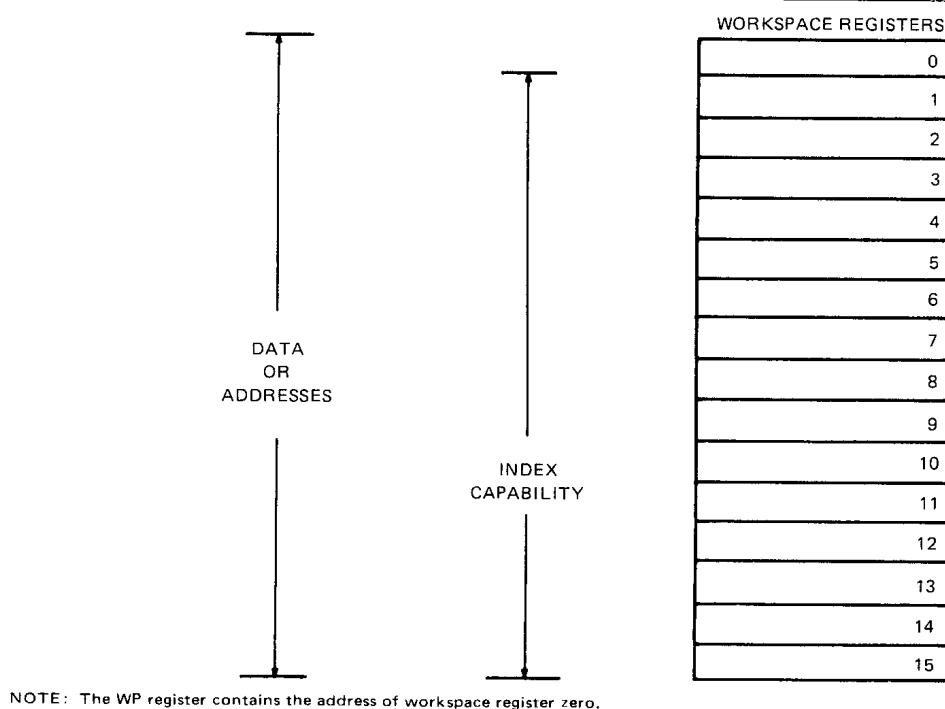 WORKSPACE REGISTERS
0
1
2
3
4
5
6
7
DATA
OR
ADDRESSES
8
9
10
INDEX
CAPABILITY
11
12
13
14
15
NOTE: The WP register contains the address of workspace register zero.